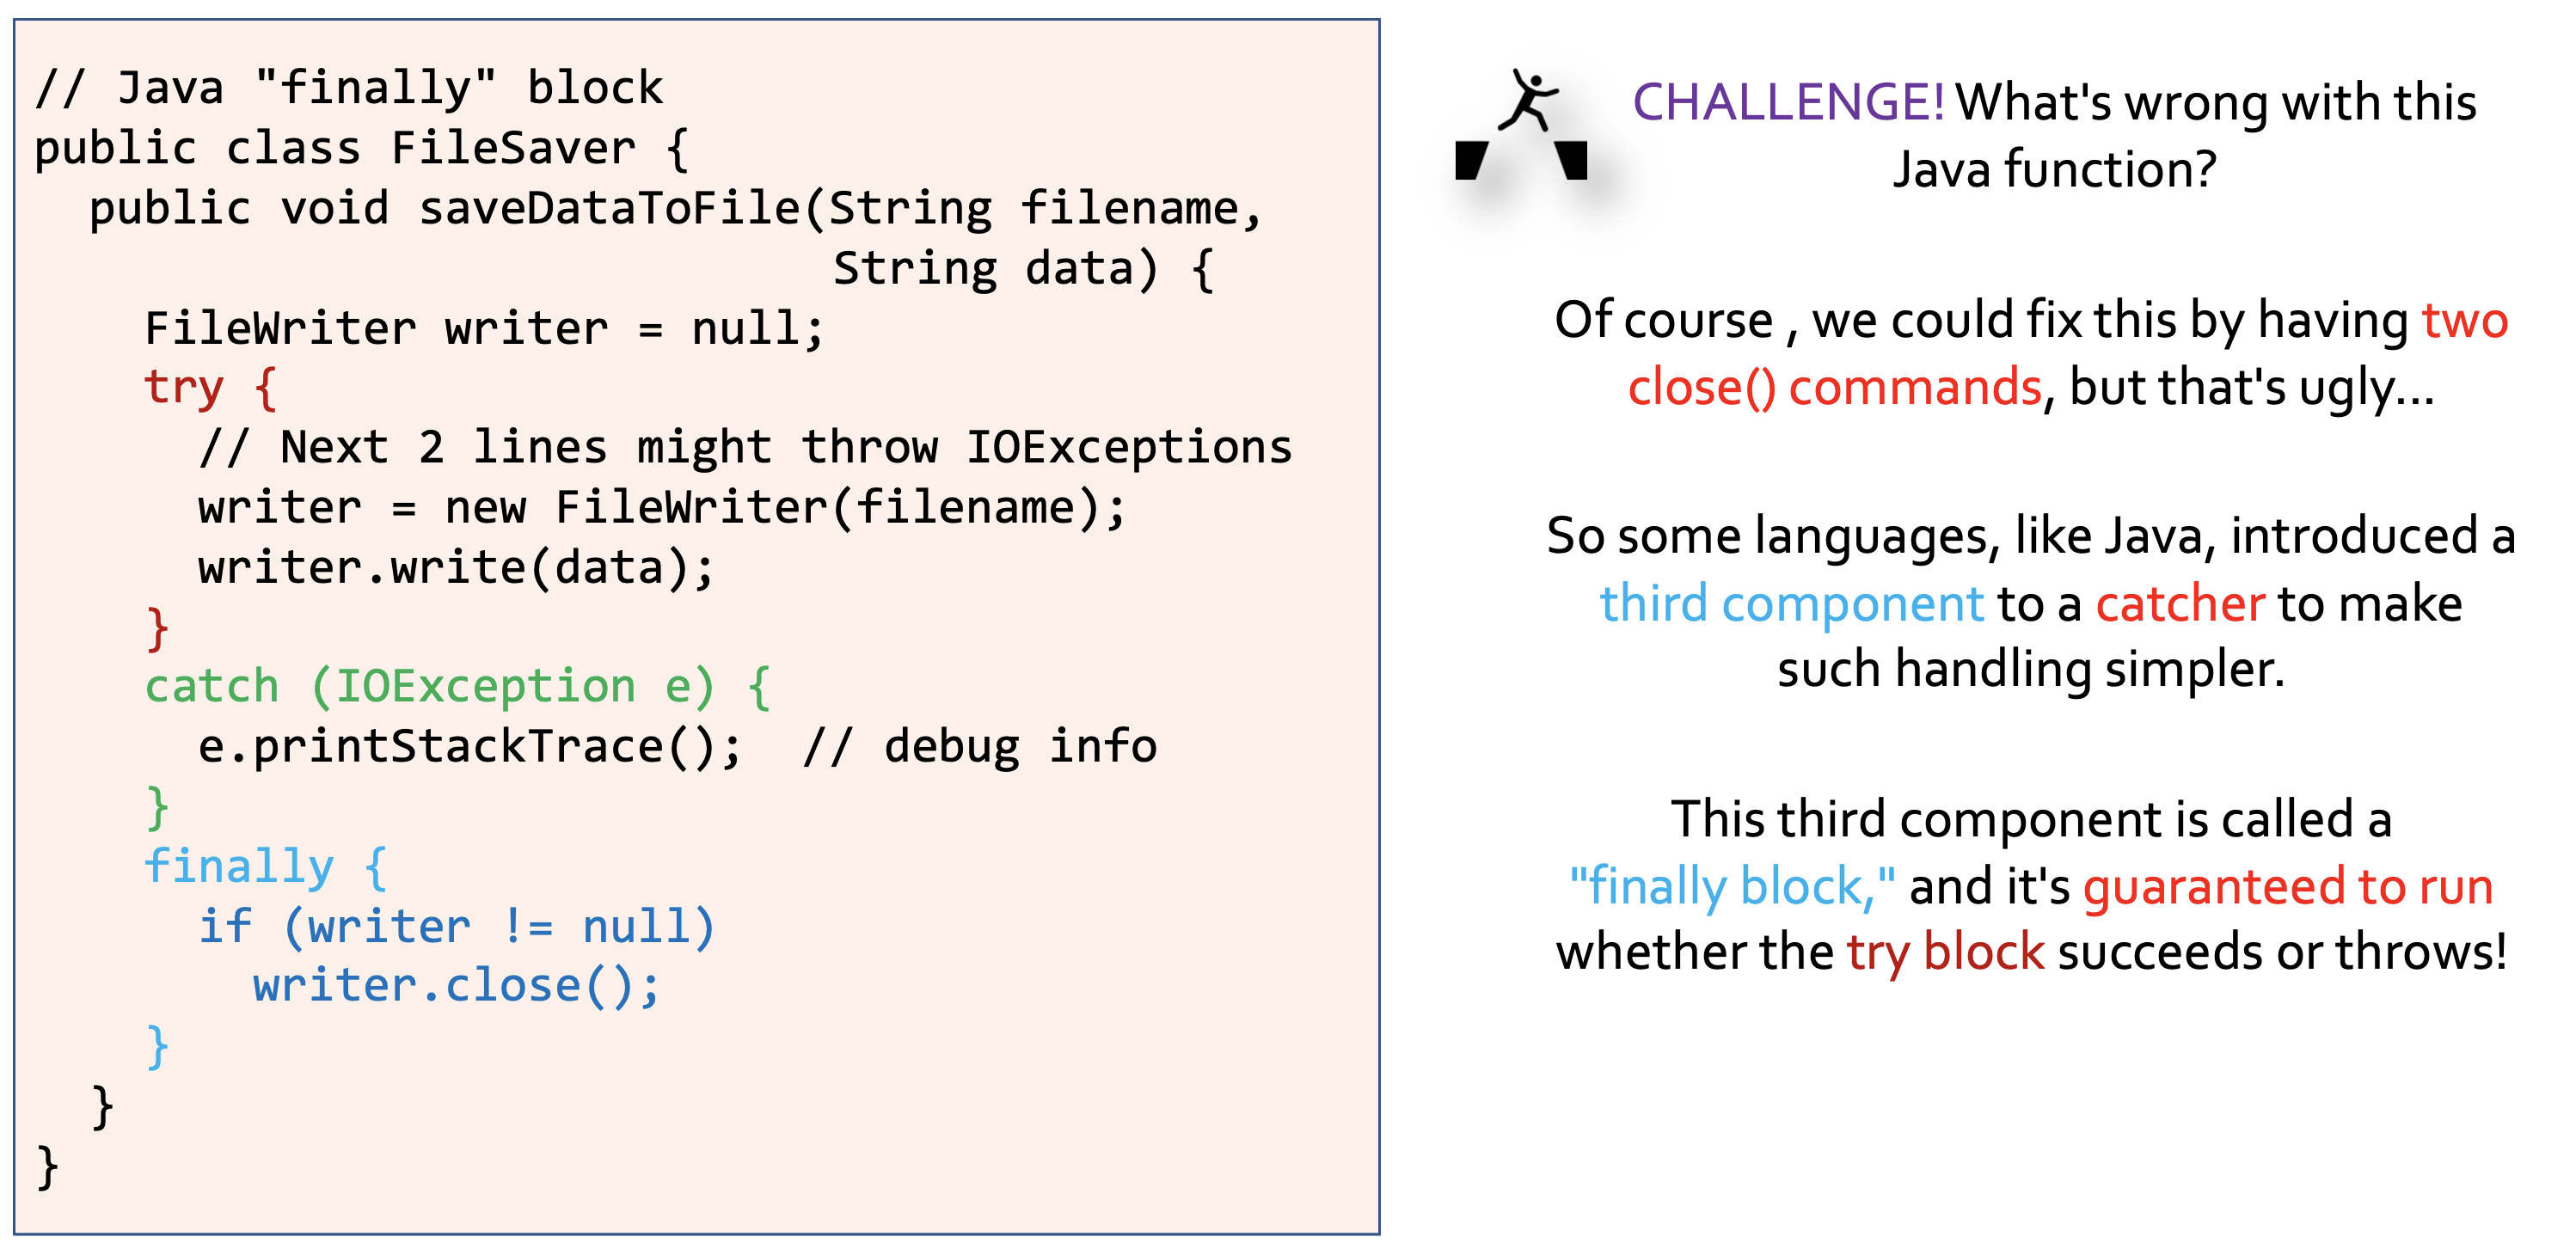 // Java "finally" block
public class FileSaver {
  public void saveDataToFile(String filename,
                             String data) {
    FileWriter writer = null;
    try {
      // Next 2 lines might throw IOExceptions
      writer = new FileWriter(filename);
      writer.write(data);
    }
    catch (IOException e) {
      e.printStackTrace();  // debug info
    }
    finally {
      if (writer != null)
        writer.close();
    }
  }
}
CHALLENGE! What's wrong with this
Java function?
Of course , we could fix this by having two
close() commands, but that's ugly...
So some languages, like Java, introduced a
third component to a catcher to make
such handling simpler.
This third component is called a
"finally block," and it's guaranteed to run
whether the try block succeeds or throws!